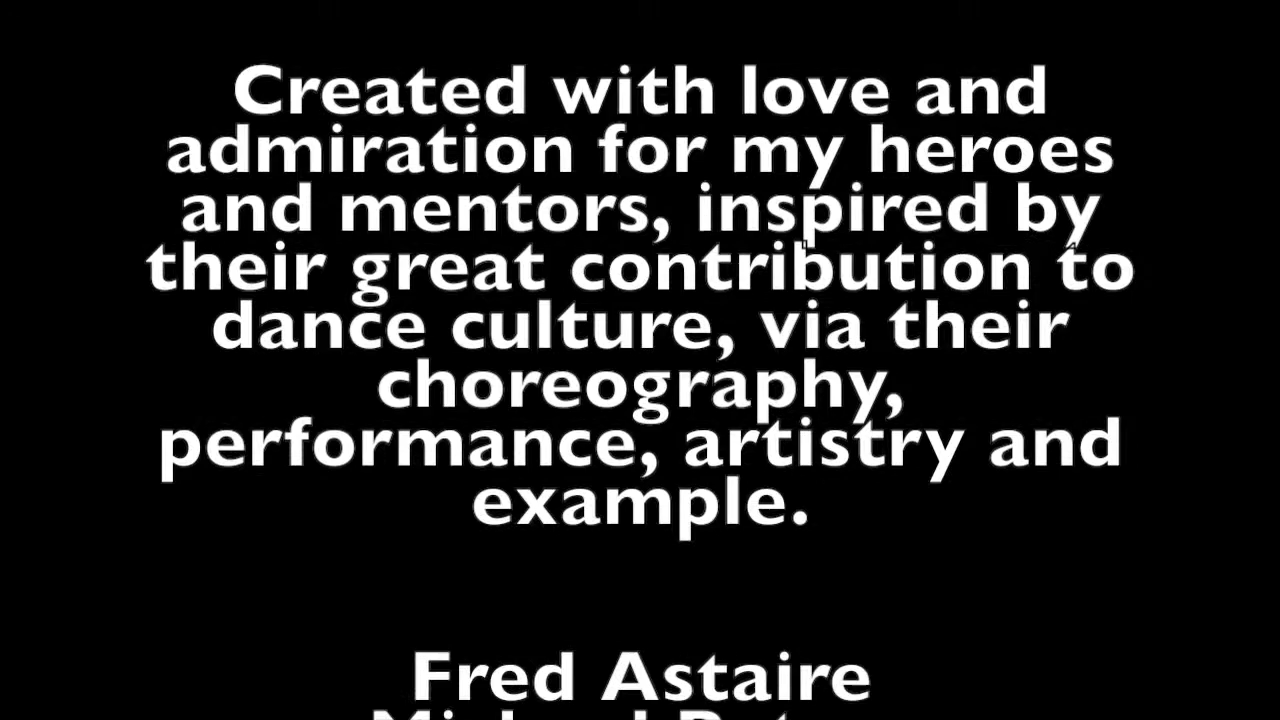 Created with love and
admiration for my heroes
and mentors, inspired by
their great contribution to
dance culture, via their
choreography,
performance, artistry and
example.
Fred Astaire